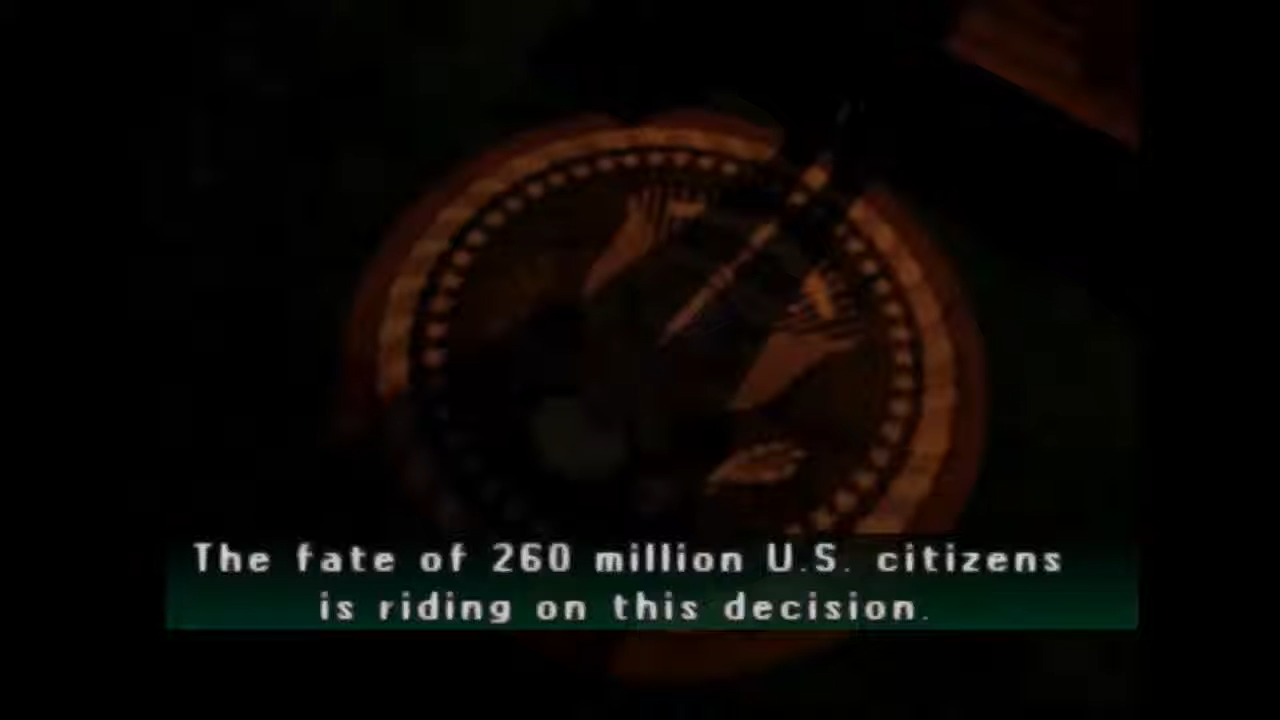 The fate of 260 million U.S. citizens
is riding on this decision.